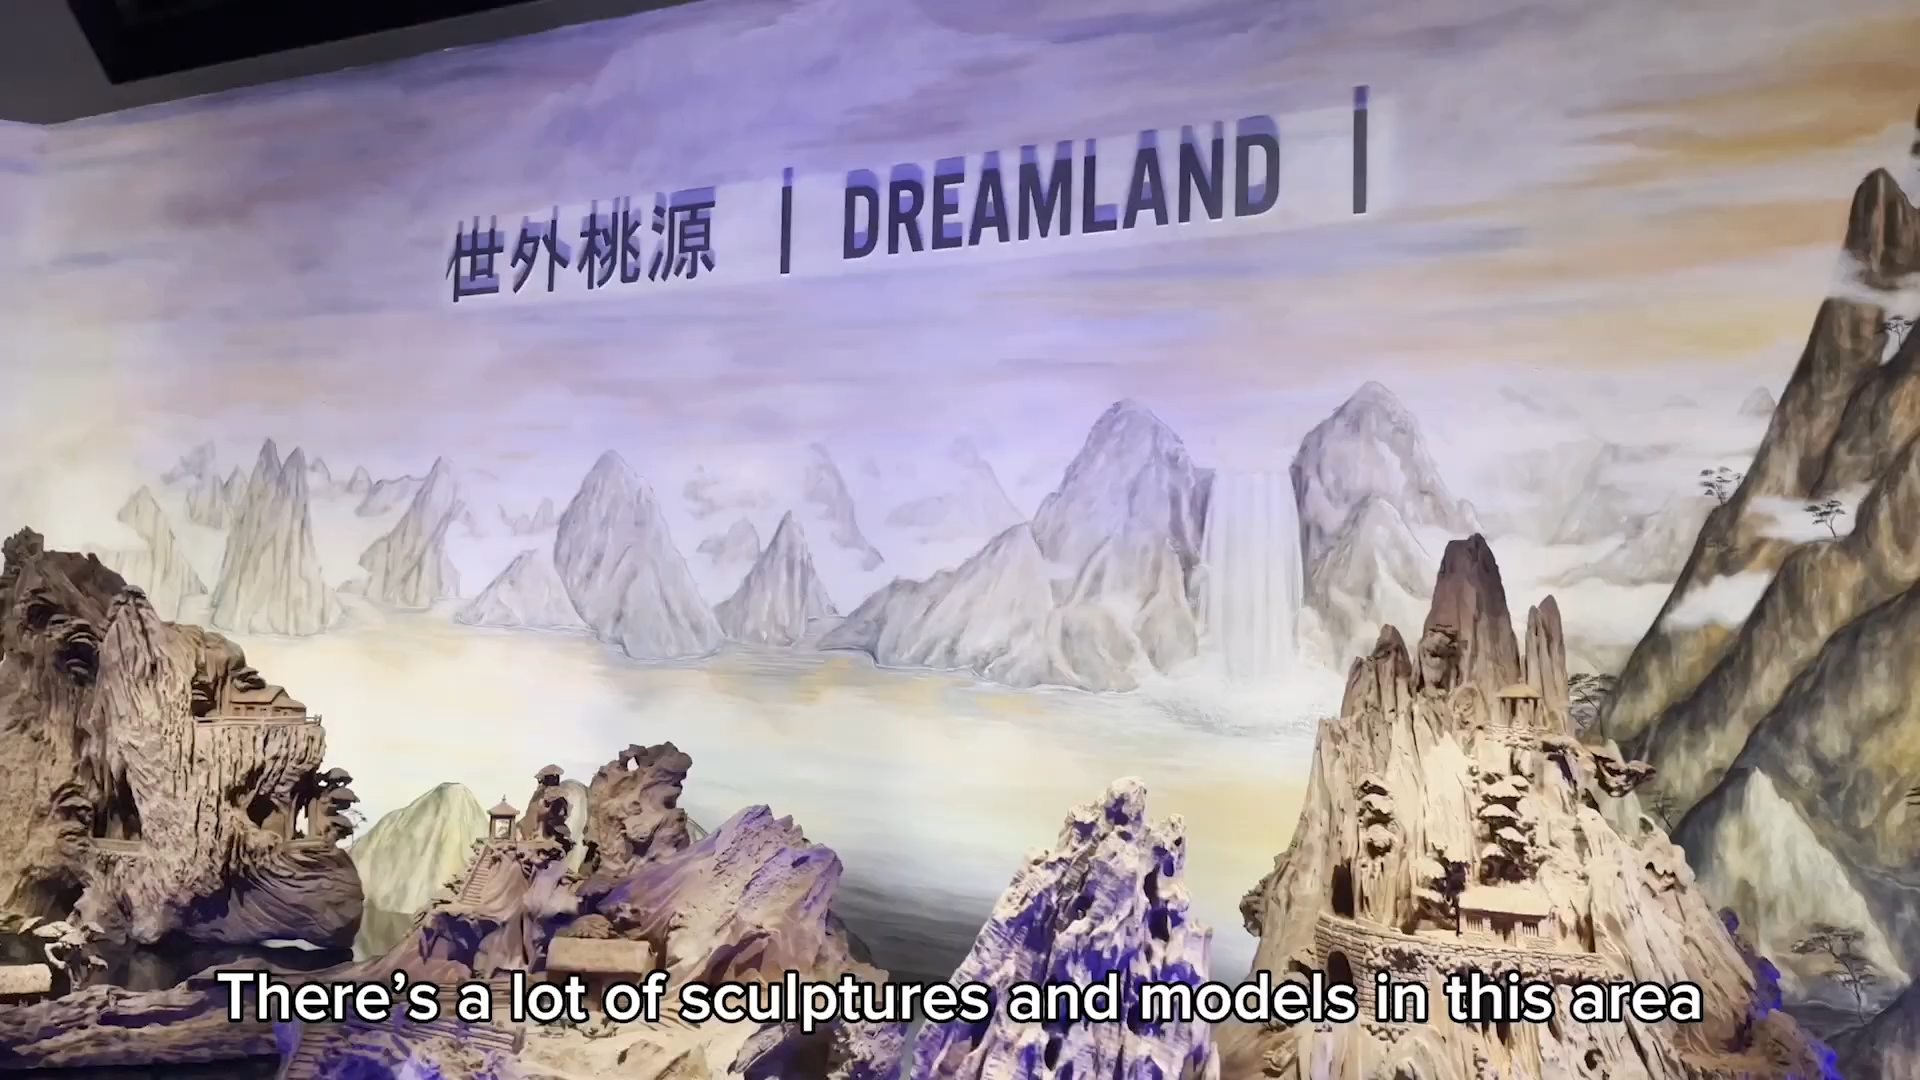 世外桃源 | DREAMLAND |
There's a lot of sculptures and models in this area